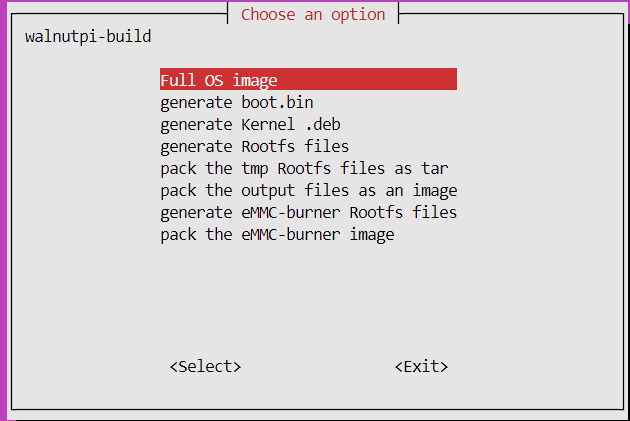 Choose an option
walnutpi-build
Full OS image
generate boot.bin
generate Kernel .deb
generate Rootfs files
pack the tmp Rootfs files as tar
pack the output files as an image
generate eMMC-burner Rootfs files
pack the eMMC-burner image
<Select> <Exit>